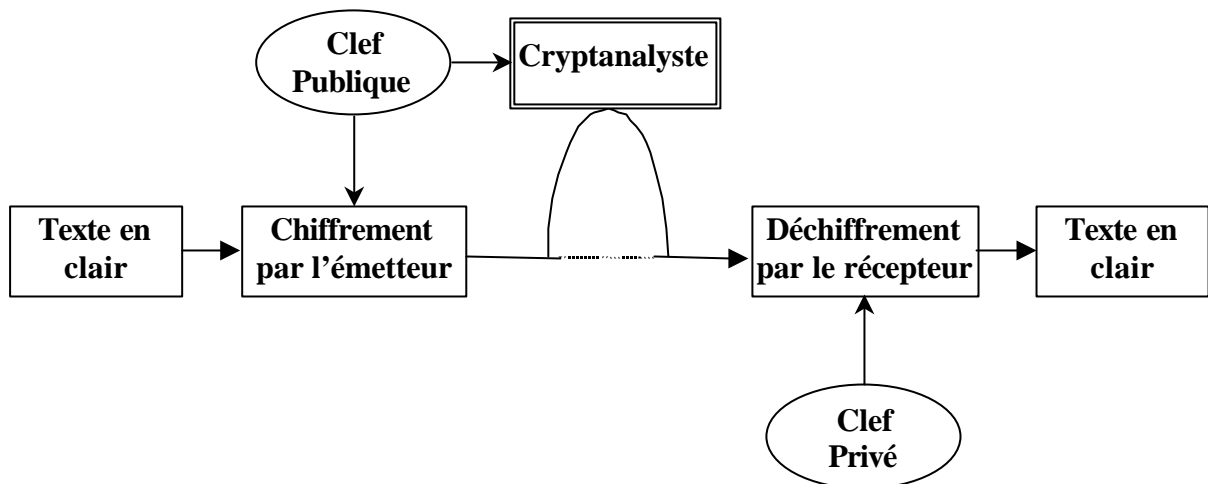 Clef
Publique
Cryptanalyste
Texte en
clair
Chiffrement
par l’émetteur
Déchiffrement
par le récepteur
Texte en
clair
Clef
Privé